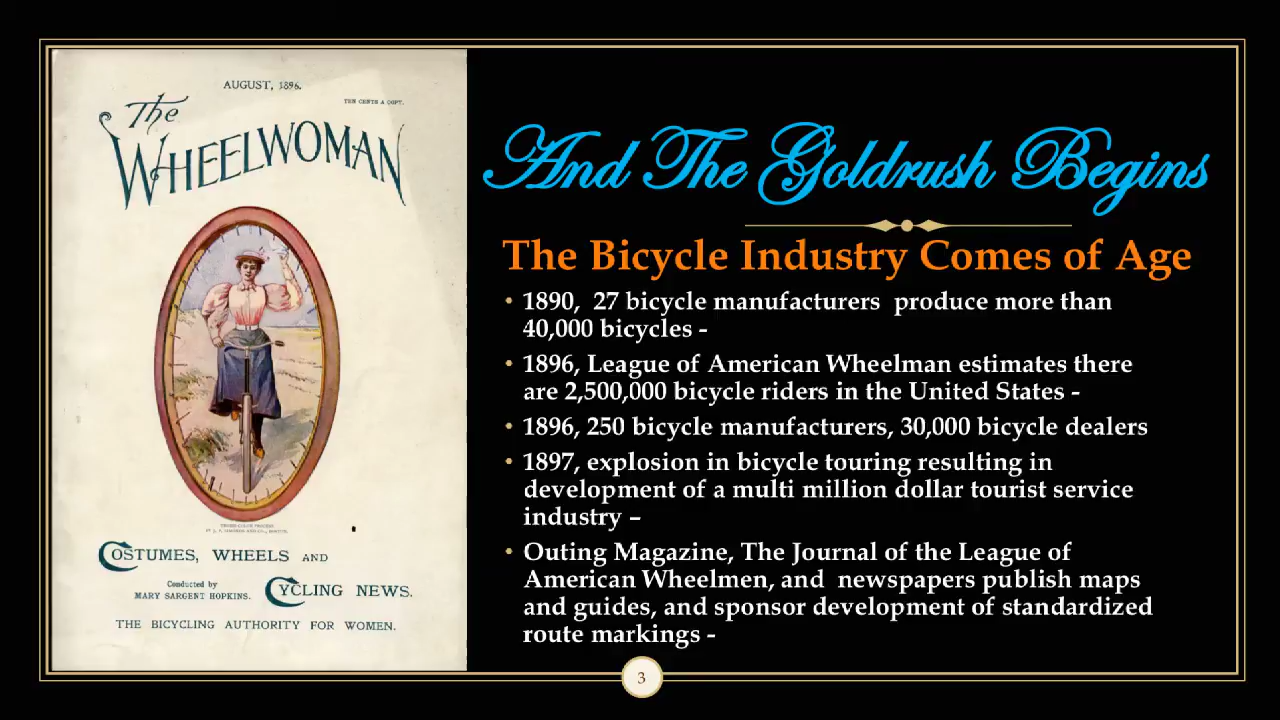 AUGUST, 1896.
TEN CENTS A COPY.
The
WHEELWOMAN
COSTUMES, WHEELS AND
Conducted by
MARY SARGENT HOPKINS.
CYCLING NEWS.
THE BICYCLING AUTHORITY FOR WOMEN.
And The Goldrush Begins
The Bicycle Industry Comes of Age
• 1890,  27 bicycle manufacturers  produce more than
40,000 bicycles -
• 1896, League of American Wheelman estimates there
are 2,500,000 bicycle riders in the United States -
• 1896, 250 bicycle manufacturers, 30,000 bicycle dealers
• 1897, explosion in bicycle touring resulting in
development of a multi million dollar tourist service
industry –
• Outing Magazine, The Journal of the League of
American Wheelmen, and  newspapers publish maps
and guides, and sponsor development of standardized
route markings -
3